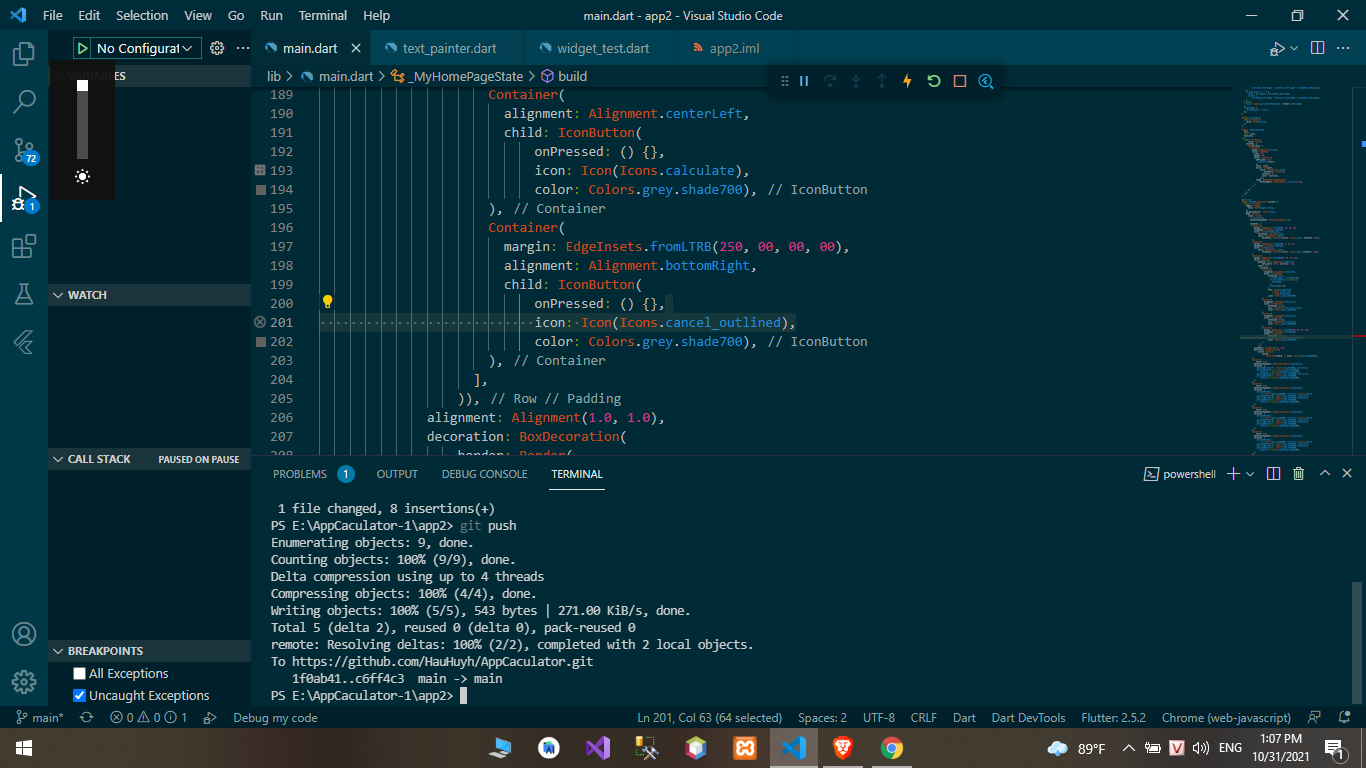 File Edit Selection View Go Run Terminal Help
main.dart - app2 - Visual Studio Code
No Configurat
main.dart
text_painter.dart
widget_test.dart
app2.iml
lib > main.dart > _MyHomePageState > build
189 Container(
190 alignment: Alignment.centerLeft,
191 child: IconButton(
192 onPressed: () {},
193 icon: Icon(Icons.calculate),
194 color: Colors.grey.shade700), // IconButton
195 ), // Container
196 Container(
197 margin: EdgeInsets.fromLTRB(250, 00, 00, 00),
198 alignment: Alignment.bottomRight,
199 child: IconButton(
200 onPressed: () {},
201 icon: Icon(Icons.cancel_outlined),
202 color: Colors.grey.shade700), // IconButton
203 ), // Container
204 ],
205 )), // Row // Padding
206 alignment: Alignment(1.0, 1.0),
207 decoration: BoxDecoration(
72
1
WATCH
CALL STACK PAUSED ON PAUSE
BREAKPOINTS
All Exceptions
Uncaught Exceptions
PROBLEMS 1 OUTPUT DEBUG CONSOLE TERMINAL
powershell
1 file changed, 8 insertions(+)
PS E:\AppCaculator-1\app2> git push
Enumerating objects: 9, done.
Counting objects: 100% (9/9), done.
Delta compression using up to 4 threads
Compressing objects: 100% (4/4), done.
Writing objects: 100% (5/5), 543 bytes | 271.00 KiB/s, done.
Total 5 (delta 2), reused 0 (delta 0), pack-reused 0
remote: Resolving deltas: 100% (2/2), completed with 2 local objects.
To https://github.com/HauHuyh/AppCaculator.git
1f0ab41..c6ff4c3 main -> main
PS E:\AppCaculator-1\app2>
main* 0 0 1 Debug my code
Ln 201, Col 63 (64 selected) Spaces: 2 UTF-8 CRLF Dart Dart DevTools Flutter: 2.5.2 Chrome (web-javascript)
89°F
V
ENG
1:07 PM
10/31/2021
1